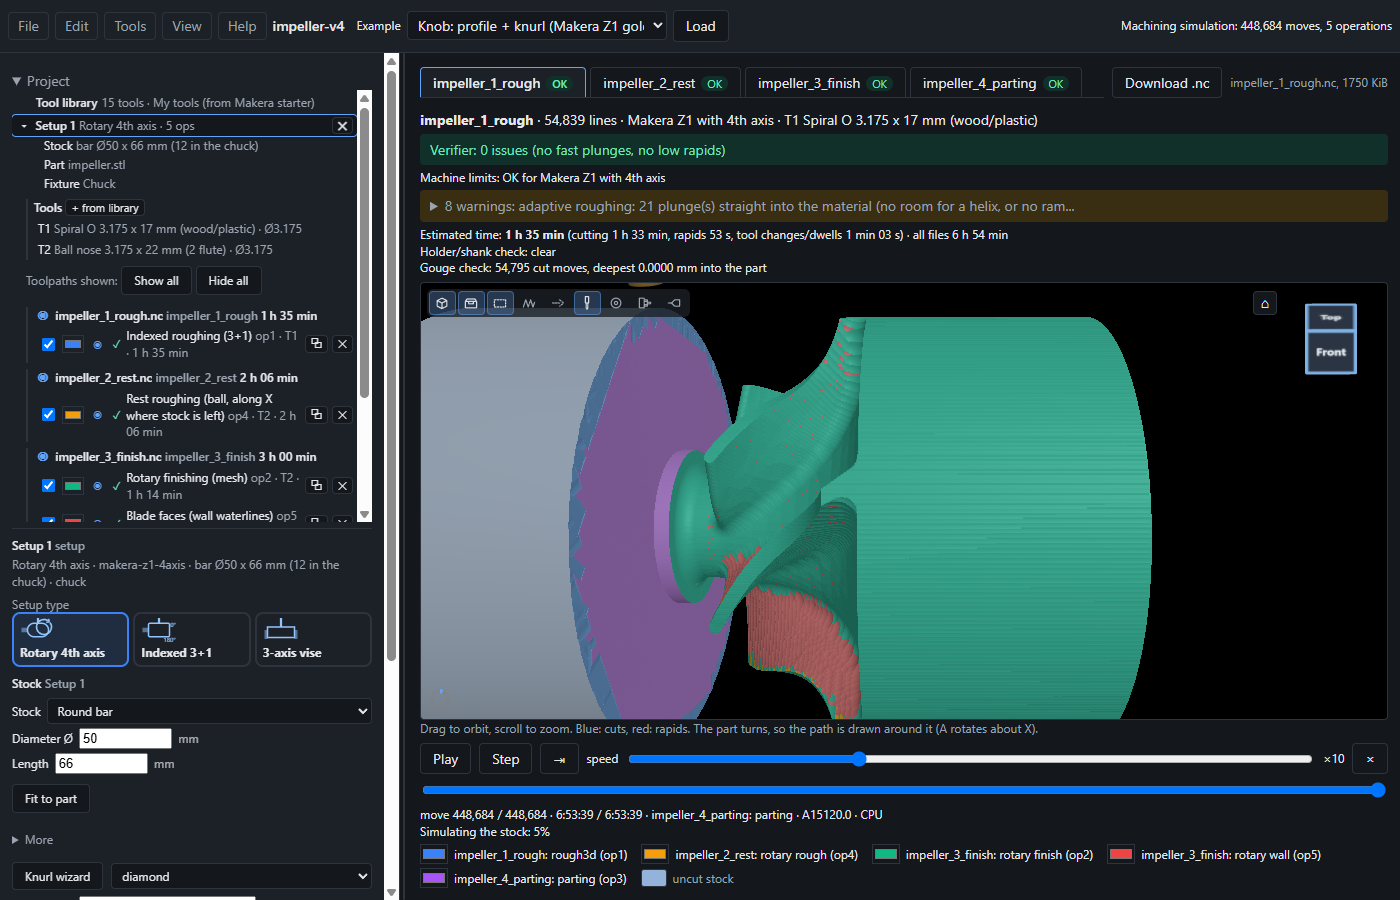 File Edit Tools View Help impeller-v4 Example Knob: profile + knurl (Makera Z1 gol Load Machining simulation: 448,684 moves, 5 operations
Project
Tool library 15 tools · My tools (from Makera starter)
Setup 1 Rotary 4th axis · 5 ops
Stock bar Ø50 x 66 mm (12 in the chuck)
Part impeller.stl
Fixture Chuck
Tools + from library
T1 Spiral O 3.175 x 17 mm (wood/plastic) · Ø3.175
T2 Ball nose 3.175 x 22 mm (2 flute) · Ø3.175
Toolpaths shown: Show all Hide all
impeller_1_rough.nc impeller_1_rough 1 h 35 min
Indexed roughing (3+1) op1 · T1
· 1 h 35 min
impeller_2_rest.nc impeller_2_rest 2 h 06 min
Rest roughing (ball, along X
where stock is left) op4 · T2 · 2 h
06 min
impeller_3_finish.nc impeller_3_finish 3 h 00 min
Rotary finishing (mesh) op2 · T2 ·
1 h 14 min
Blade faces (wall waterlines) op5
Setup 1 setup
Rotary 4th axis · makera-z1-4axis · bar Ø50 x 66 mm (12 in the
chuck) · chuck
Setup type
Rotary 4th axis
180°
Indexed 3+1
3-axis vise
Stock Setup 1
Stock Round bar
Diameter Ø 50 mm
Length 66 mm
Fit to part
More
Knurl wizard diamond
impeller_1_rough OK impeller_2_rest OK impeller_3_finish OK impeller_4_parting OK Download .nc impeller_1_rough.nc, 1750 KiB
impeller_1_rough · 54,839 lines · Makera Z1 with 4th axis · T1 Spiral O 3.175 x 17 mm (wood/plastic)
Verifier: 0 issues (no fast plunges, no low rapids)
Machine limits: OK for Makera Z1 with 4th axis
8 warnings: adaptive roughing: 21 plunge(s) straight into the material (no room for a helix, or no ram...
Estimated time: 1 h 35 min (cutting 1 h 33 min, rapids 53 s, tool changes/dwells 1 min 03 s) · all files 6 h 54 min
Holder/shank check: clear
Gouge check: 54,795 cut moves, deepest 0.0000 mm into the part
Top
Front
Drag to orbit, scroll to zoom. Blue: cuts, red: rapids. The part turns, so the path is drawn around it (A rotates about X).
Play Step speed ×10 ×
move 448,684 / 448,684 · 6:53:39 / 6:53:39 · impeller_4_parting: parting · A15120.0 · CPU
Simulating the stock: 5%
impeller_1_rough: rough3d (op1) impeller_2_rest: rotary rough (op4) impeller_3_finish: rotary finish (op2) impeller_3_finish: rotary wall (op5)
impeller_4_parting: parting (op3) uncut stock